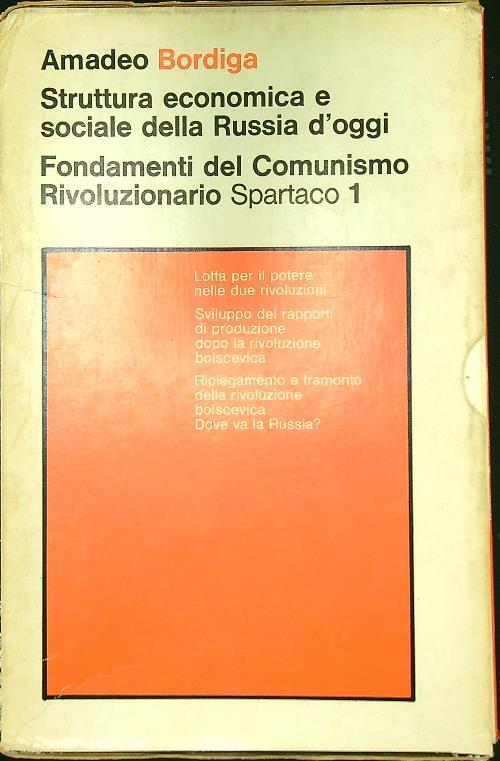 Amadeo Bordiga
Struttura economica e
sociale della Russia d'oggi
Fondamenti del Comunismo
Rivoluzionario Spartaco 1
Lotta per il potere
nelle due rivoluzioni
Sviluppo dei rapporti
di produzione
dopo la rivoluzione
bolscevica
Ripiegamento e tramonto
della rivoluzione
bolscevica
Dove va la Russia?